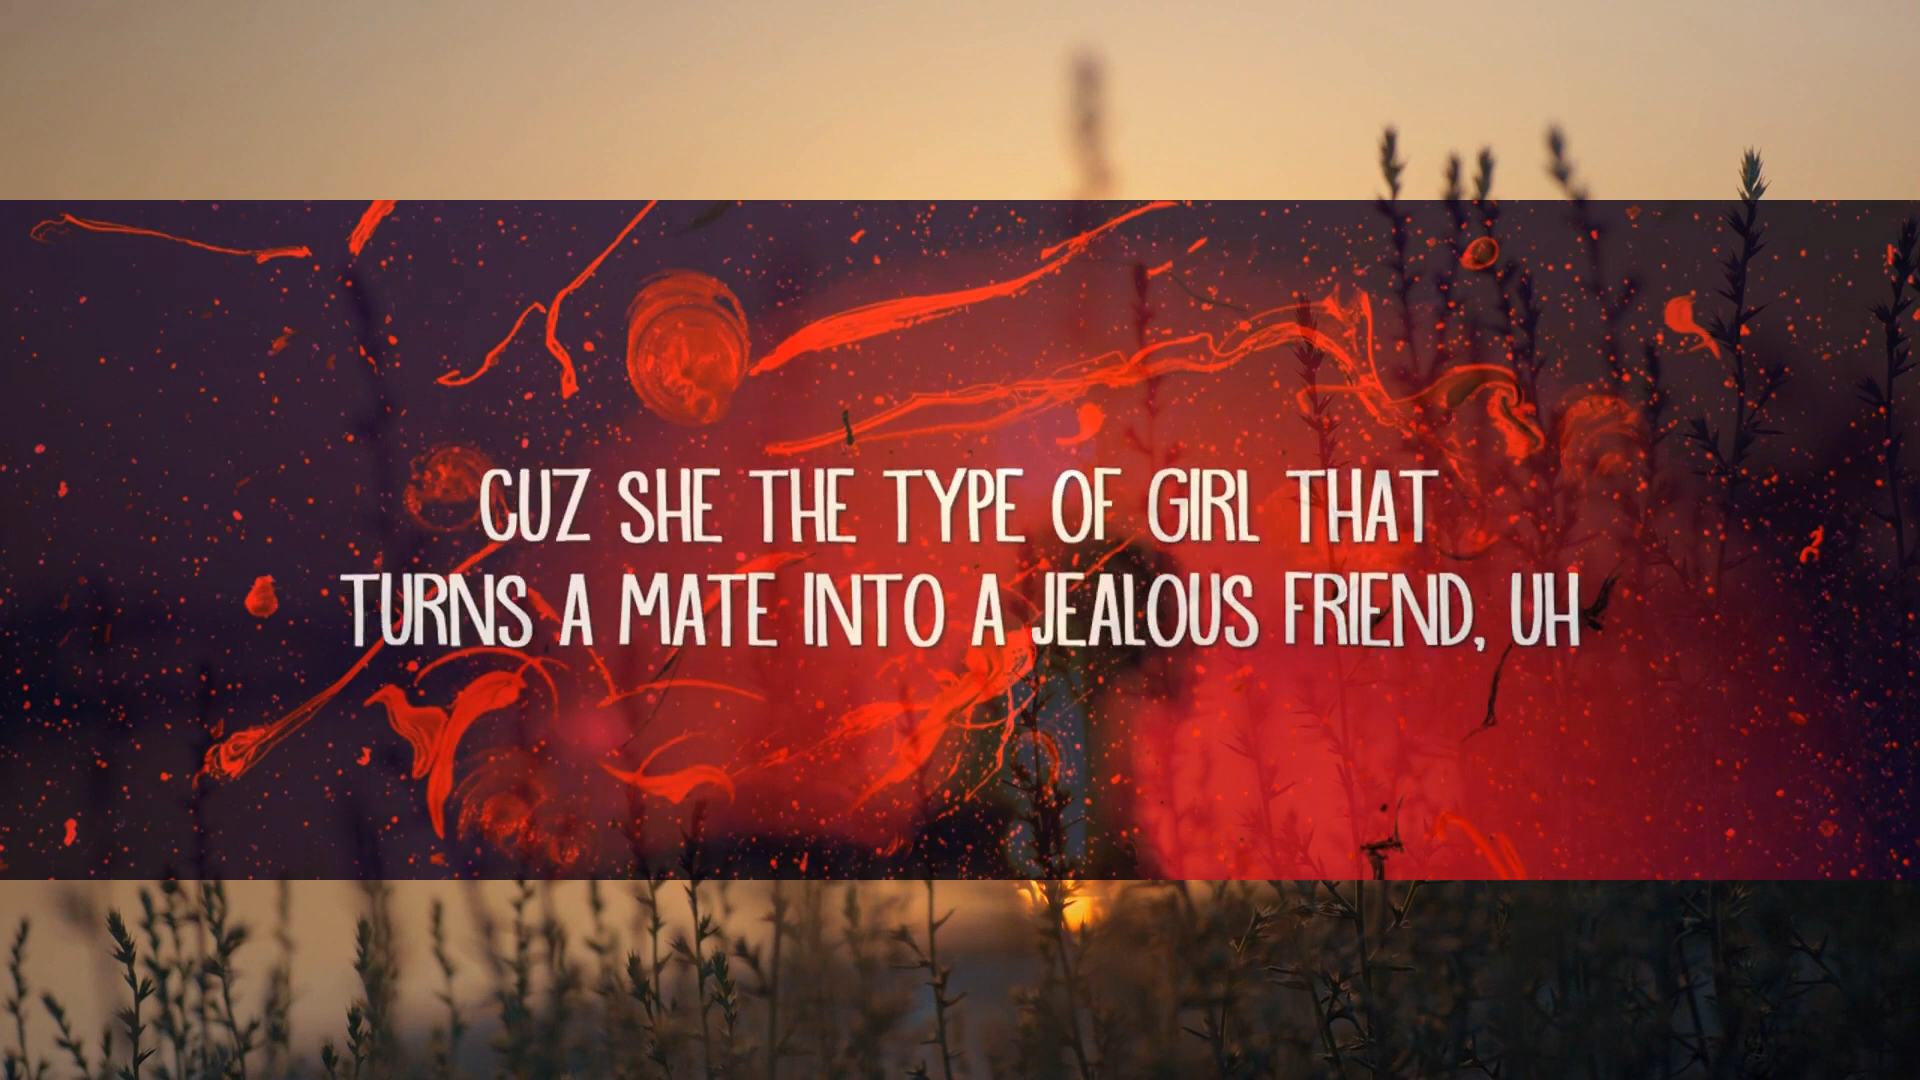 CUZ SHE THE TYPE OF GIRL THAT
TURNS A MATE INTO A JEALOUS FRIEND, UH